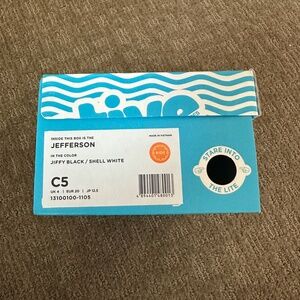 INSIDE THIS BOX IS THE
JEFFERSON
MADE IN VIETNAM
IN THE COLOR
JIFFY BLACK / SHELL WHITE
C5
UK 4 | EUR 20 | JP 12.5
13100100-1105
STARE INTO
THE LITE